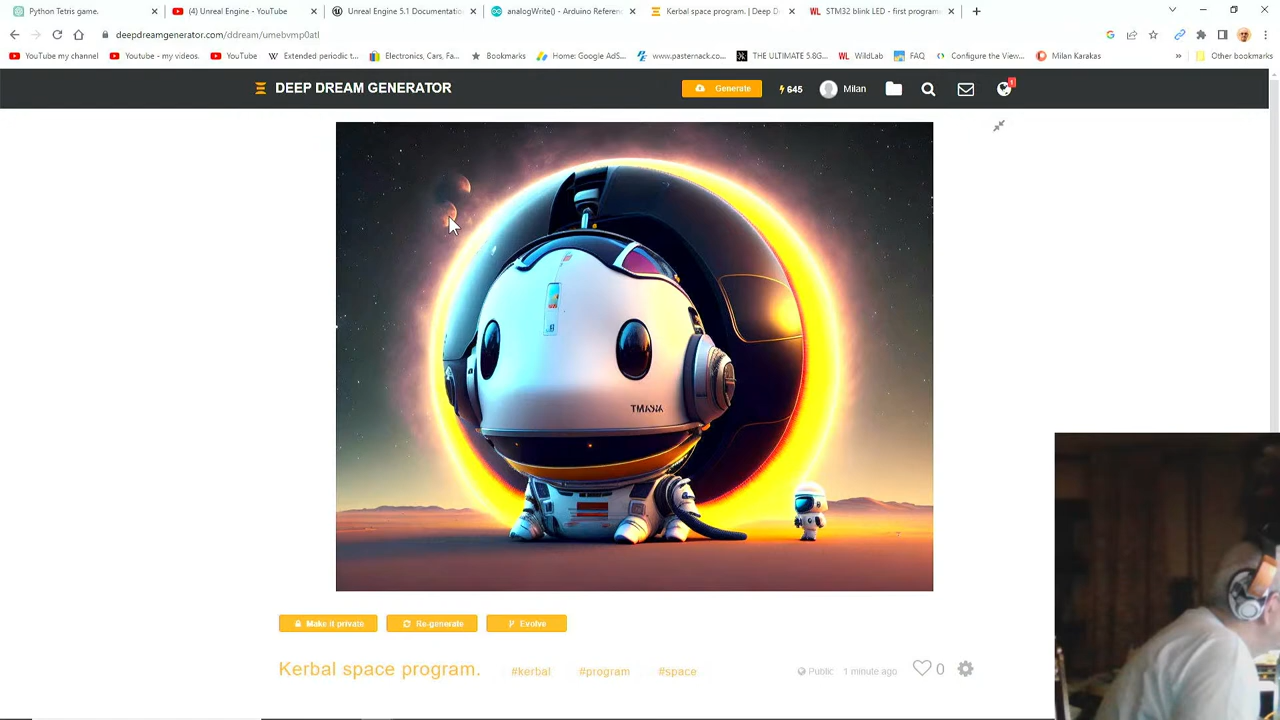 Python Tetris game.
(4) Unreal Engine - YouTube
Unreal Engine 5.1 Documentatio
analogWrite() - Arduino Referenc
Kerbal space program. | Deep D
STM32 blink LED - first program
deepdreamgenerator.com/ddream/umebvmp0atl
YouTube my channel
Youtube - my videos
YouTube
Extended periodic t...
Electronics, Cars, Fa...
Bookmarks
Home: Google AdS...
www.pasternack.co...
THE ULTIMATE 5.8G...
WildLab
FAQ
Configure the View...
Milan Karakas
Other bookmarks
DEEP DREAM GENERATOR
Generate
645
Milan
1
Make it private
Re-generate
Evolve
Kerbal space program.
#kerbal
#program
#space
Public
1 minute ago
0